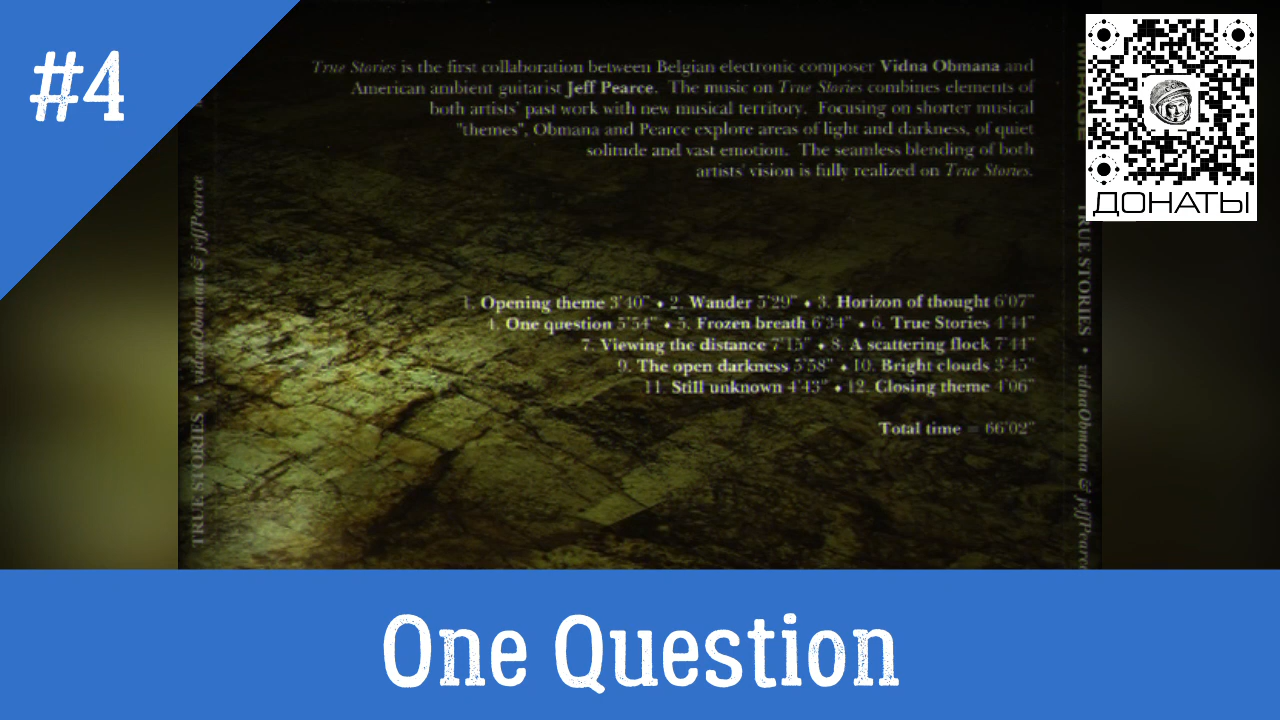 #4
True Stories is the first collaboration between Belgian electronic composer Vidna Obmana and
American ambient guitarist Jeff Pearce. The music on True Stories combines elements of
both artists' past work with new musical territory. Focusing on shorter musical
"themes", Obmana and Pearce explore areas of light and darkness, of quiet
solitude and vast emotion. The seamless blending of both
artists' vision is fully realized on True Stories.
1. Opening theme 3'40" ♦ 2. Wander 5'29" ♦ 3. Horizon of thought 6'07"
4. One question 5'54" ♦ 5. Frozen breath 6'34" ♦ 6. True Stories 4'44"
7. Viewing the distance 7'15" ♦ 8. A scattering flock 7'44"
9. The open darkness 5'58" ♦ 10. Bright clouds 3'45"
11. Still unknown 4'43" ♦ 12. Closing theme 4'06"
Total time = 66'02"
TRUE STORIES • vidnaObmana & jeffPearce
TRUE STORIES • vidnaObmana & jeffPearce
ДОНАТЫ
One Question